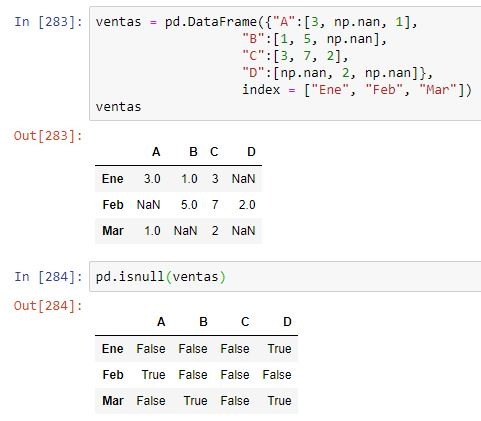 In [283]: ventas = pd.DataFrame({"A":[3, np.nan, 1],
"B":[1, 5, np.nan],
"C":[3, 7, 2],
"D":[np.nan, 2, np.nan]},
index = ["Ene", "Feb", "Mar"])
ventas
Out[283]:
A B C D
Ene 3.0 1.0 3 NaN
Feb NaN 5.0 7 2.0
Mar 1.0 NaN 2 NaN
In [284]: pd.isnull(ventas)
Out[284]:
A B C D
Ene False False False True
Feb True False False False
Mar False True False True